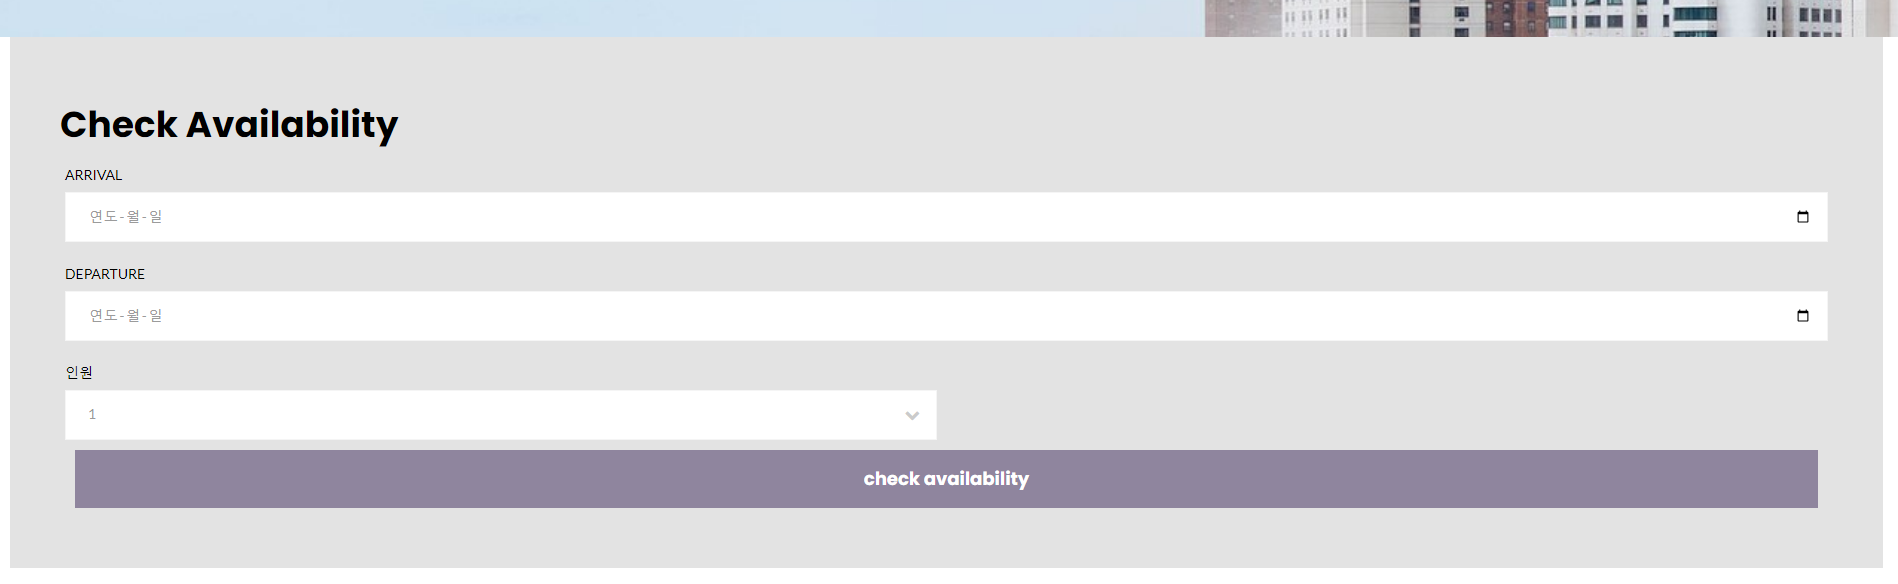 Check Availability
ARRIVAL
연도-월-일
DEPARTURE
연도-월-일
인원
1
check availability